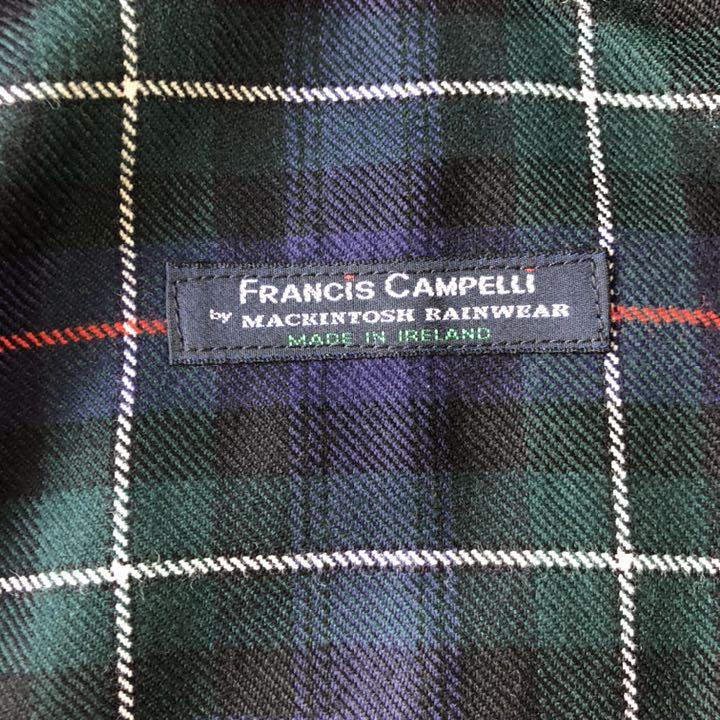 FRANCiS CAMPELLi
by MACKINTOSH RAINWEAR
MADE IN IRELAND